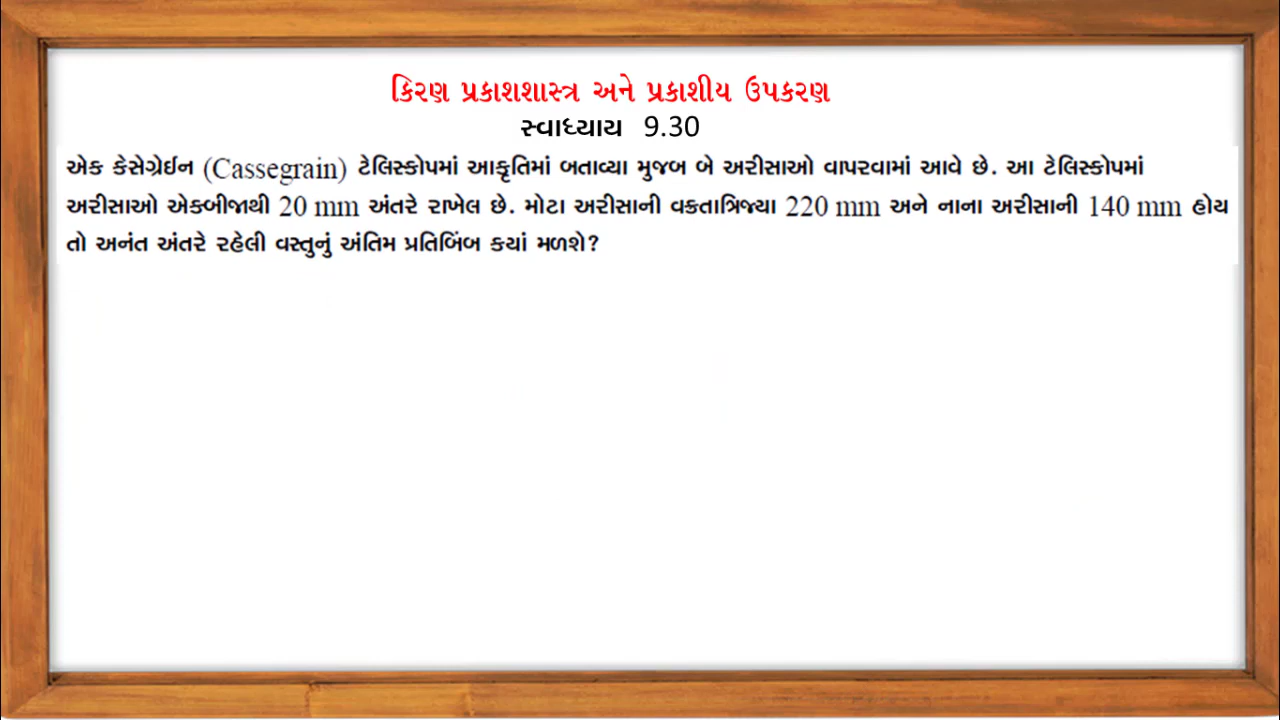 કિરણ પ્રકાશશાસ્ત્ર અને પ્રકાશીય ઉપકરણ
સ્વાધ્યાય 9.30
એક કેસેગ્રેઈન (Cassegrain) ટેલિસ્કોપમાં આકૃતિમાં બતાવ્યા મુજબ બે અરીસાઓ વાપરવામાં આવે છે. આ ટેલિસ્કોપમાં
અરીસાઓ એકબીજાથી 20 mm અંતરે રાખેલ છે. મોટા અરીસાની વક્રતાત્રિજ્યા 220 mm અને નાના અરીસાની 140 mm હોય
તો અનંત અંતરે રહેલી વસ્તુનું અંતિમ પ્રતિબિંબ કયાં મળશે?